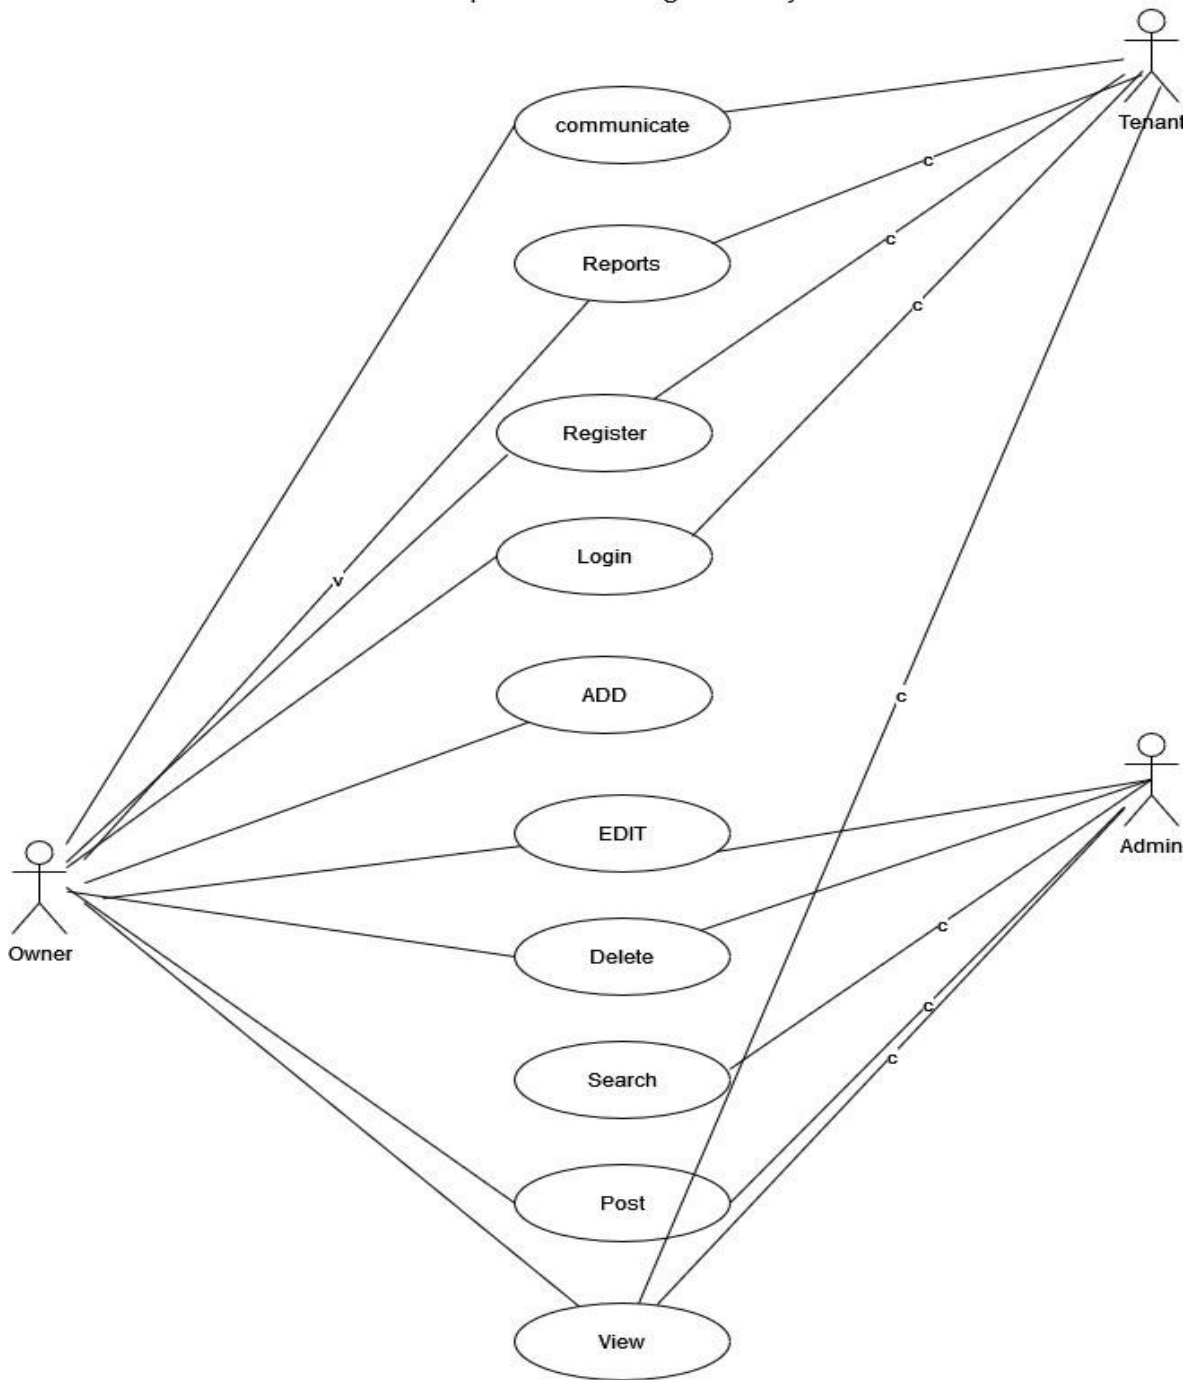 Tenant
communicate
c
Reports
c
c
Register
Login
v
ADD
c
EDIT
Admin
Owner
Delete
c
Search
c
c
Post
View